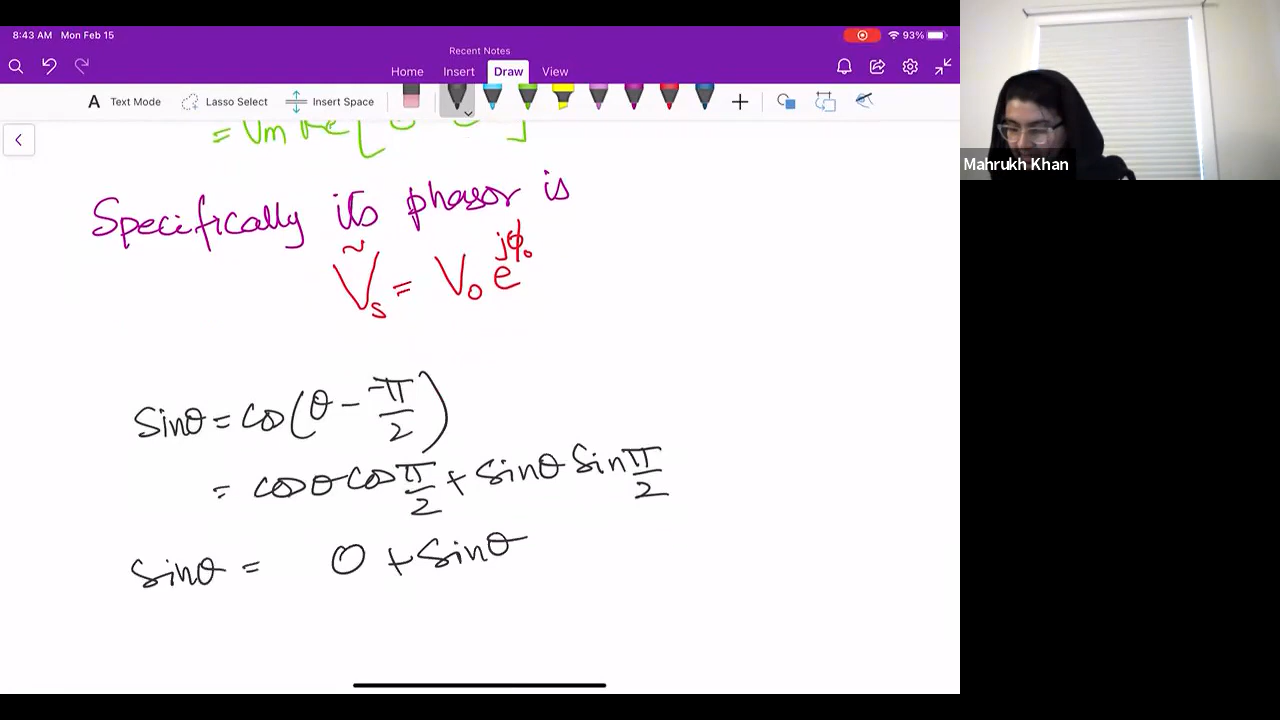 8:43 AM Mon Feb 15
93%
Recent Notes
Home Insert Draw View
Text Mode Lasso Select Insert Space
= Vm Re[
Specifically its phasor is
Ṽs = V₀ e^{jϕ₀}
Sinθ = cos(θ - π/2)
= cosθ cos π/2 + sinθ sin π/2
sinθ = 0 + sinθ
Mahrukh Khan